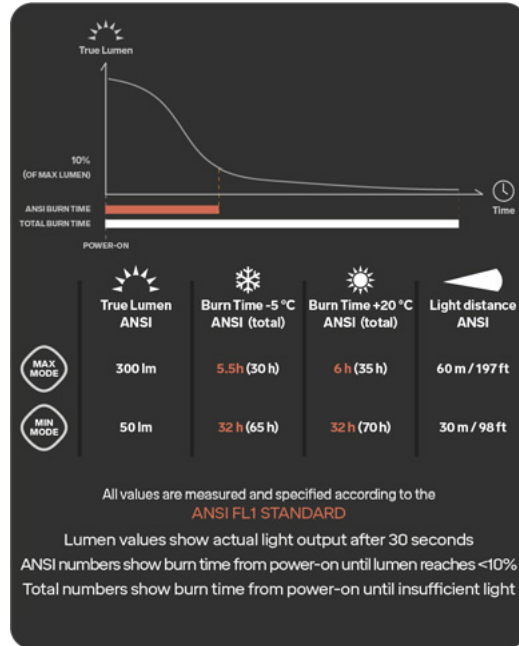 True Lumen
10%
(OF MAX LUMEN)
ANSI BURN TIME
TOTAL BURN TIME
Time
POWER-ON
True Lumen
ANSI
Burn Time -5 °C
ANSI (total)
Burn Time +20 °C
ANSI (total)
Light distance
ANSI
MAX
MODE
300 lm
5.5h (30 h)
6 h (35 h)
60 m / 197 ft
MIN
MODE
50 lm
32 h (65 h)
32 h (70 h)
30 m / 98 ft
All values are measured and specified according to the
ANSI FL1 STANDARD
Lumen values show actual light output after 30 seconds
ANSI numbers show burn time from power-on until lumen reaches <10%
Total numbers show burn time from power-on until insufficient light